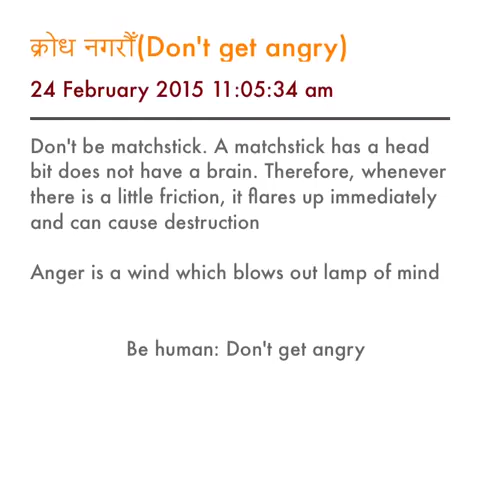 क्रोध नगरौँ(Don't get angry)
24 February 2015 11:05:34 am
Don't be matchstick. A matchstick has a head
bit does not have a brain. Therefore, whenever
there is a little friction, it flares up immediately
and can cause destruction
Anger is a wind which blows out lamp of mind
Be human: Don't get angry